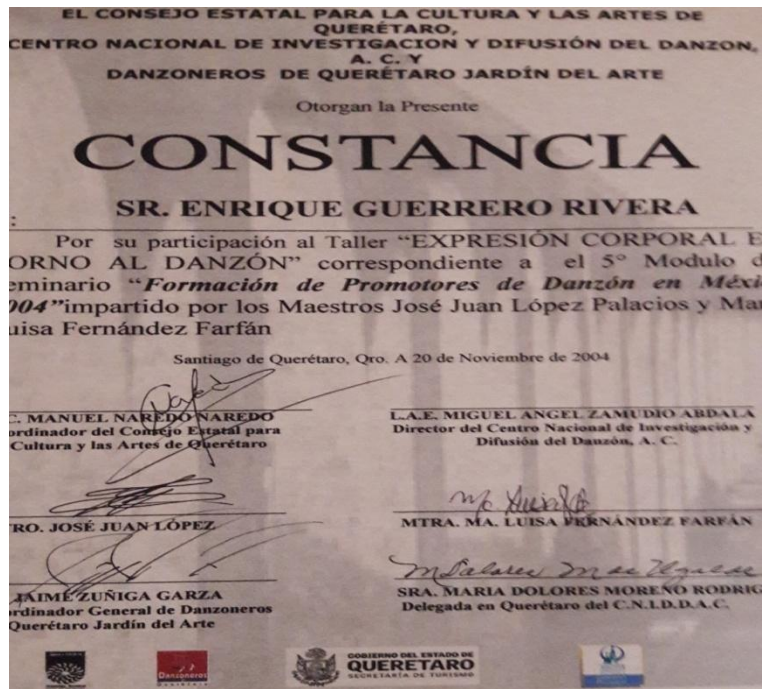 EL CONSEJO ESTATAL PARA LA CULTURA Y LAS ARTES DE
QUERÉTARO,
CENTRO NACIONAL DE INVESTIGACION Y DIFUSIÓN DEL DANZON,
A. C. Y
DANZONEROS DE QUERÉTARO JARDÍN DEL ARTE
Otorgan la Presente
CONSTANCIA
: SR. ENRIQUE GUERRERO RIVERA
Por su participación al Taller “EXPRESIÓN CORPORAL E
ORNO AL DANZÓN” correspondiente a el 5° Modulo d
eminario “Formación de Promotores de Danzón en Méxi
004”impartido por los Maestros José Juan López Palacios y Mar
uisa Fernández Farfán
Santiago de Querétaro, Qro. A 20 de Noviembre de 2004
C. MANUEL NAREDO NAREDO
ordinador del Consejo Estatal para
Cultura y las Artes de Querétaro
L.A.E. MIGUEL ANGEL ZAMUDIO ABDALA
Director del Centro Nacional de Investigación y
Difusión del Danzón, A. C.
RO. JOSÉ JUAN LÓPEZ
MTRA. MA. LUISA FERNÁNDEZ FARFÁN
JAIME ZUÑIGA GARZA
rdinador General de Danzoneros
Querétaro Jardín del Arte
SRA. MARIA DOLORES MORENO RODRIG
Delegada en Querétaro del C.N.I.D.D.A.C.
Danzoneros
GOBIERNO DEL ESTADO DE
QUERETARO
SECRETARÍA DE TURISMO